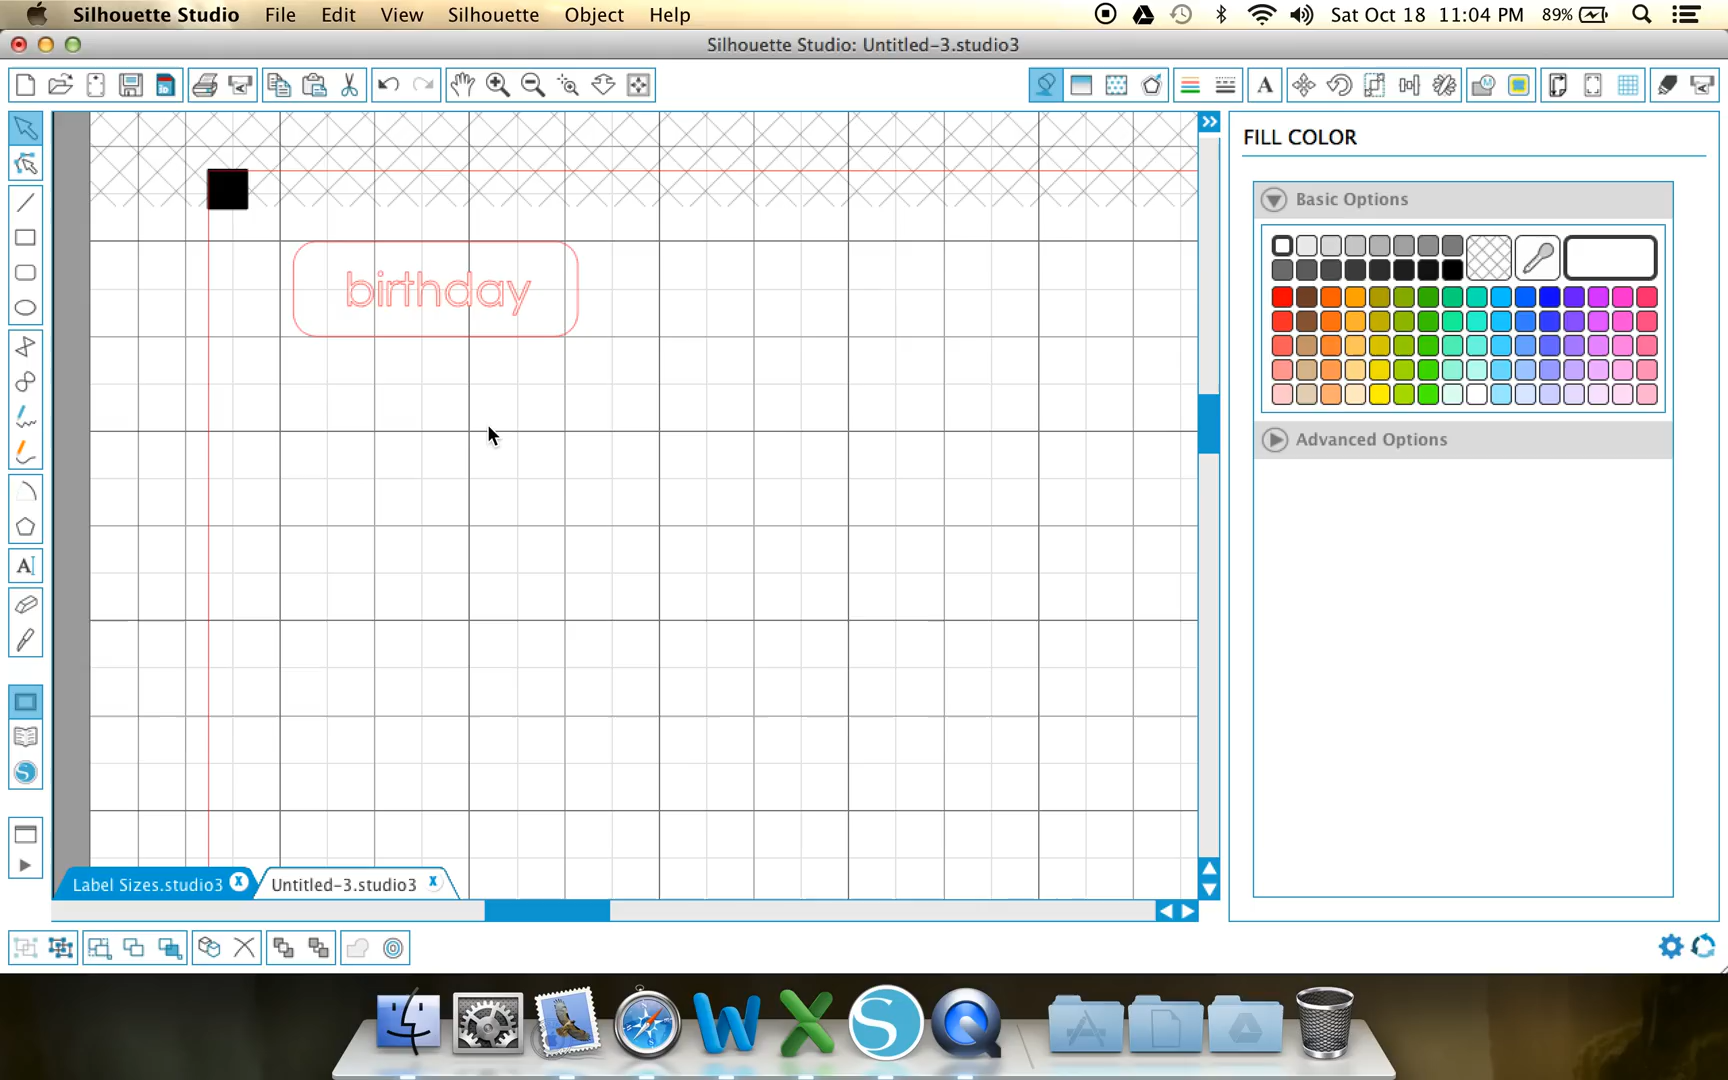 Silhouette Studio File Edit View Silhouette Object Help Sat Oct 18 11:04 PM 89%
Silhouette Studio: Untitled-3.studio3
FILL COLOR
Basic Options
birthday
Advanced Options
Label Sizes.studio3 x Untitled-3.studio3 x